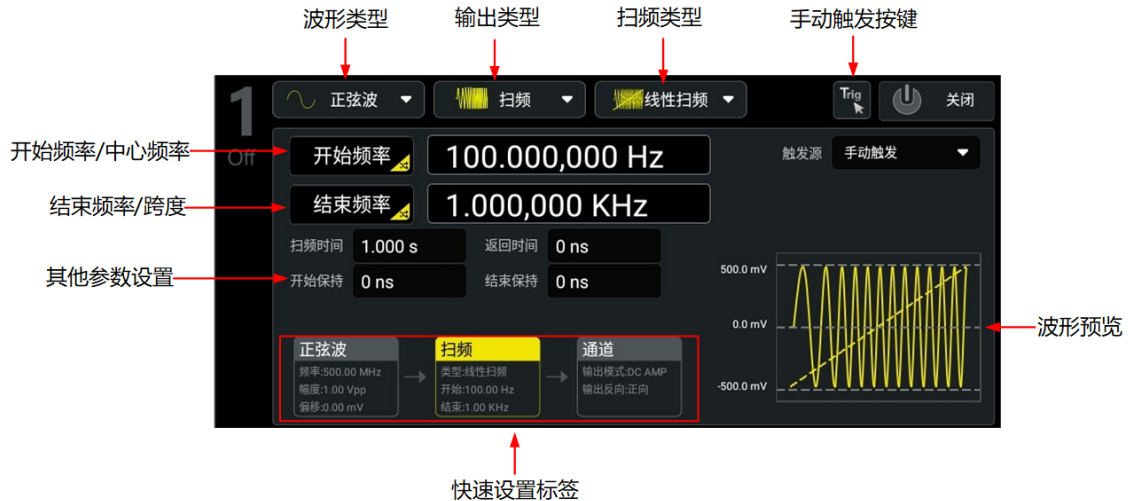 波形类型 输出类型 扫频类型 手动触发按键
1 正弦波 扫频 线性扫频 Trig 关闭
Off
开始频率/中心频率 开始频率 100.000,000 Hz 触发源 手动触发
结束频率/跨度 结束频率 1.000,000 KHz
扫频时间 1.000 s 返回时间 0 ns
其他参数设置 开始保持 0 ns 结束保持 0 ns
500.0 mV
0.0 mV
-500.0 mV
波形预览
正弦波 扫频 通道
频率:500.00 MHz 类型:线性扫频 输出模式:DC AMP
幅度:1.00 Vpp 开始:100.00 Hz 输出反向:正向
偏移:0.00 mV 结束:1.00 KHz
快速设置标签